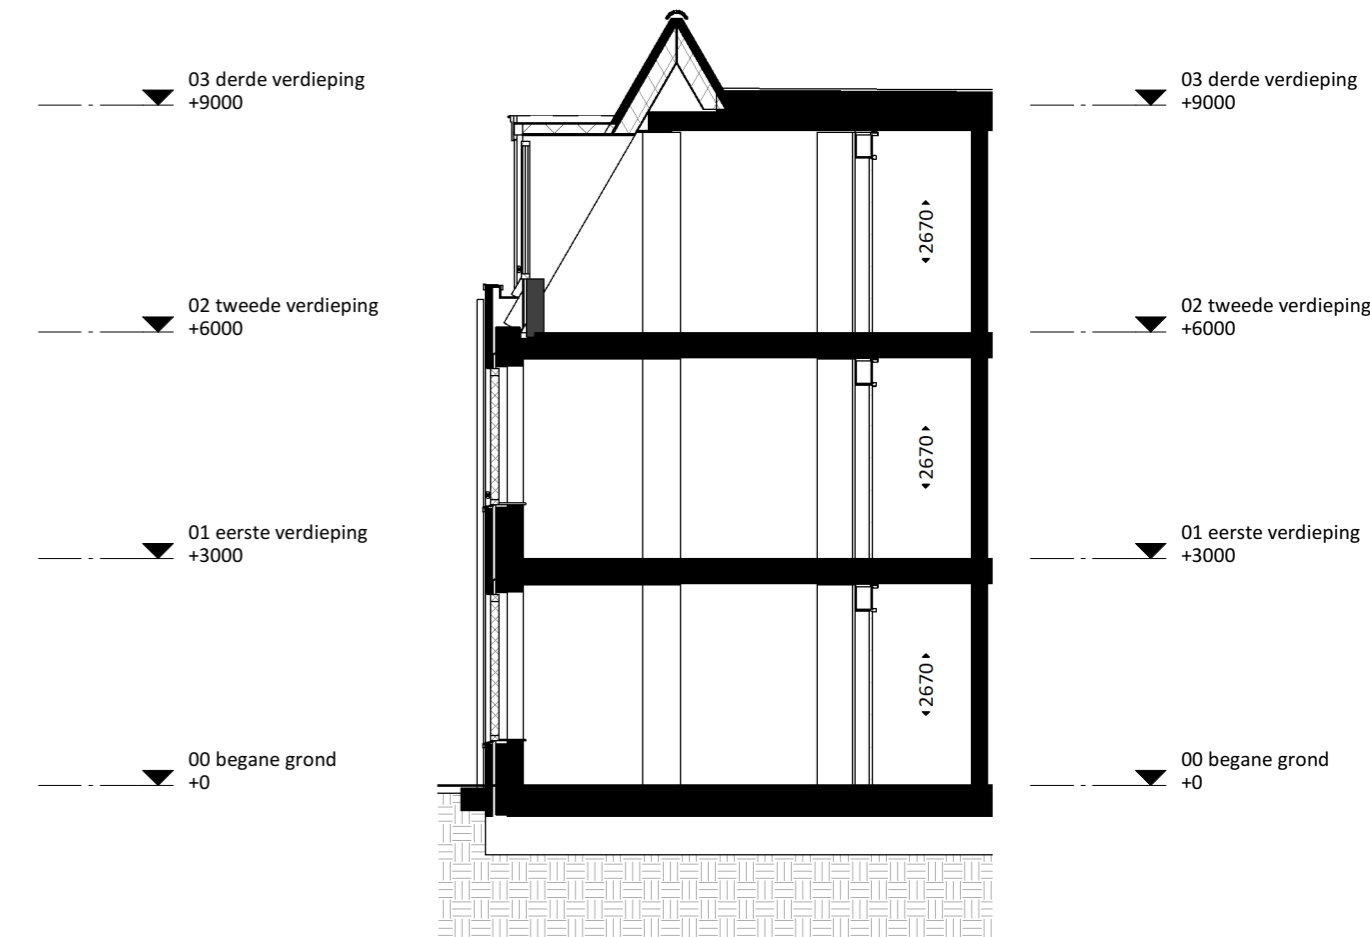 03 derde verdieping
+9000
03 derde verdieping
+9000
2670
02 tweede verdieping
+6000
02 tweede verdieping
+6000
2670
01 eerste verdieping
+3000
01 eerste verdieping
+3000
2670
00 begane grond
+0
00 begane grond
+0